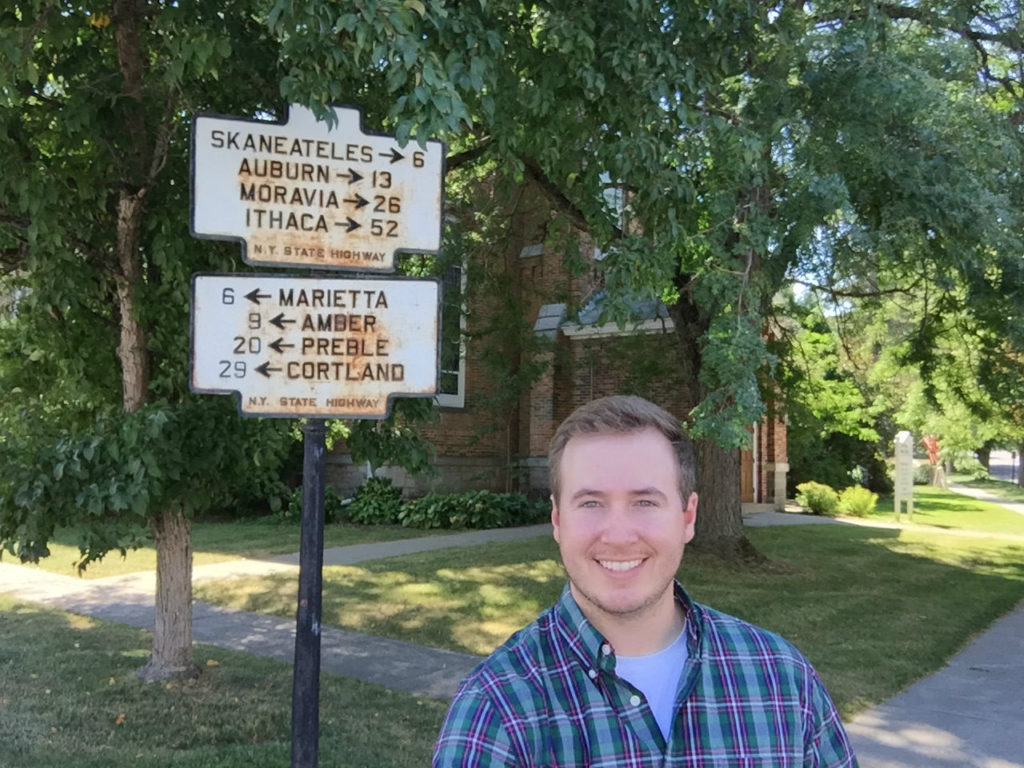 SKANEATELES → 6
AUBURN → 13
MORAVIA → 26
ITHACA → 52
N.Y. STATE HIGHWAY
6 ← MARIETTA
9 ← AMBER
20 ← PREBLE
29 ← CORTLAND
N.Y. STATE HIGHWAY